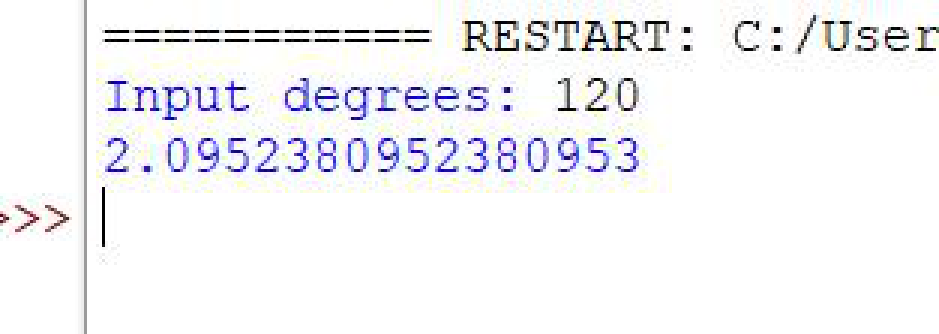 =========== RESTART: C:/User
Input degrees: 120
2.0952380952380953
>>>